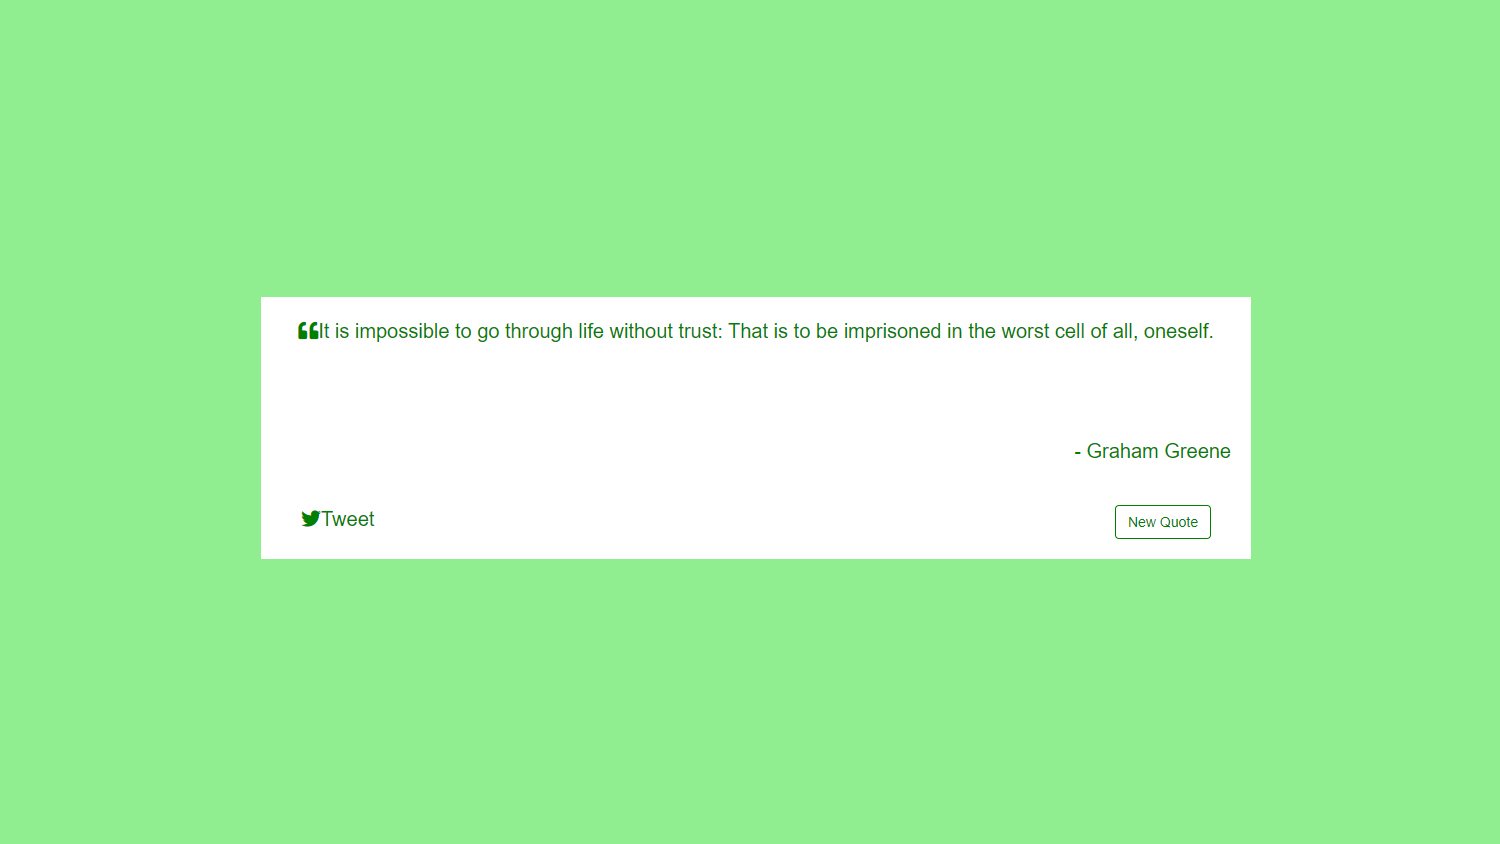 ❝It is impossible to go through life without trust: That is to be imprisoned in the worst cell of all, oneself.
- Graham Greene
Tweet
New Quote